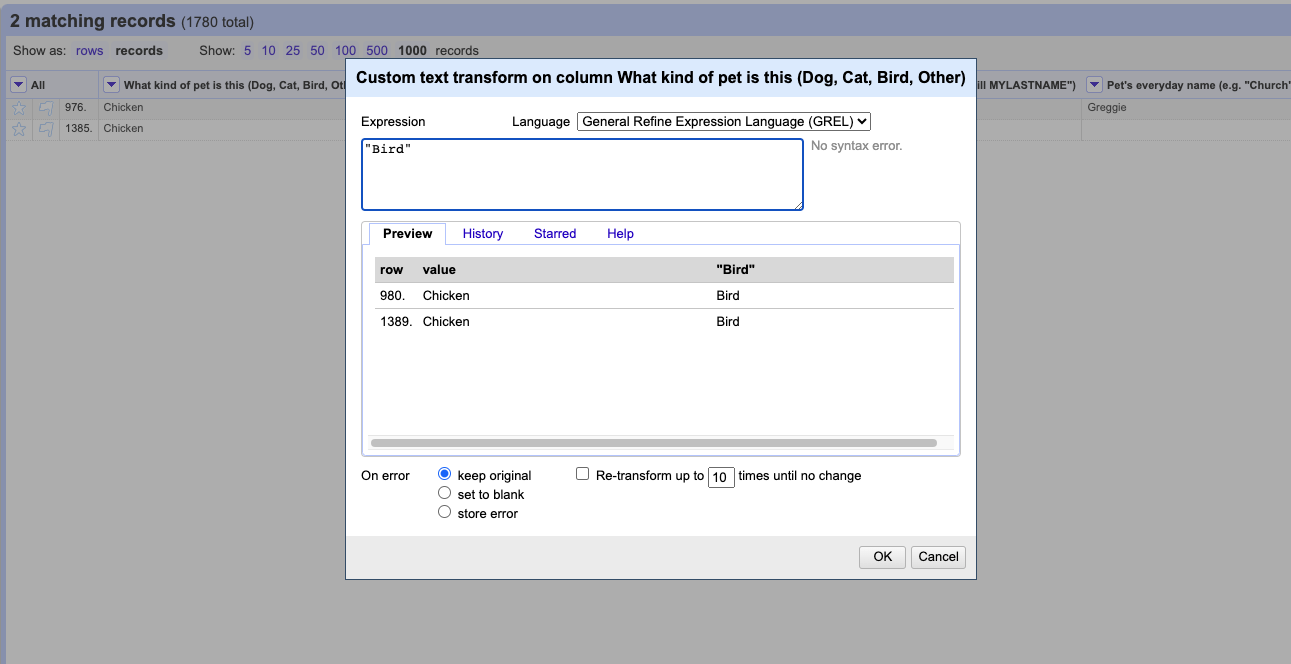 2 matching records (1780 total)
Show as: rows records Show: 5 10 25 50 100 500 1000 records
All What kind of pet is this (Dog, Cat, Bird, Otl ill MYLASTNAME") Pet's everyday name (e.g. "Church"
976. Chicken Greggie
1385. Chicken
Custom text transform on column What kind of pet is this (Dog, Cat, Bird, Other)
Expression Language General Refine Expression Language (GREL)
"Bird" No syntax error.
Preview History Starred Help
row value "Bird"
980. Chicken Bird
1389. Chicken Bird
On error keep original Re-transform up to 10 times until no change
set to blank
store error
OK Cancel